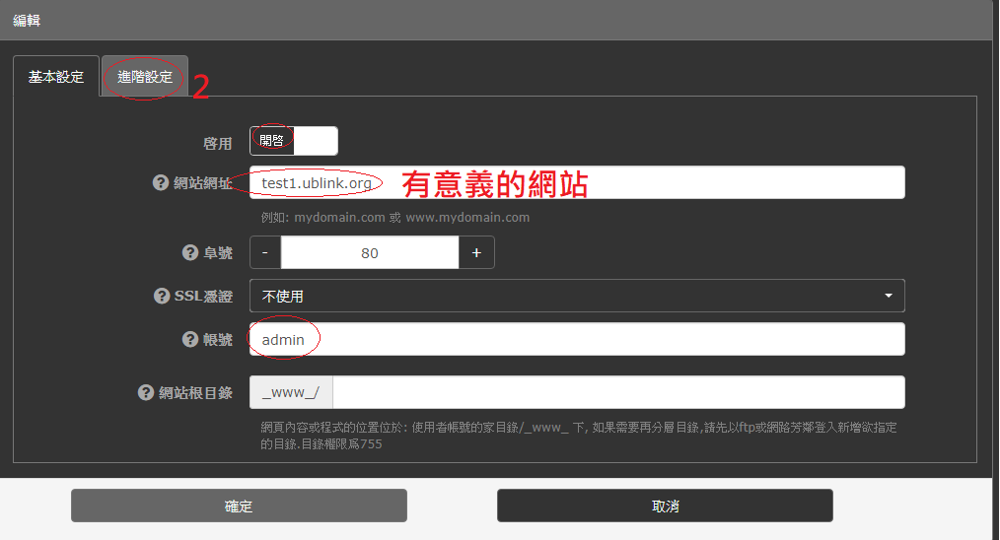 編輯
基本設定 進階設定 2
啓用 開啓
網站網址 test1.ublink.org 有意義的網站
例如: mydomain.com 或 www.mydomain.com
阜號 - 80 +
SSL憑證 不使用
帳號 admin
網站根目錄 _www_/
網頁內容或程式的位置位於: 使用者帳號的家目錄/_www_ 下, 如果需要再分層目錄,請先以ftp或網路芳鄰登入新增欲指定
的目錄.目錄權限爲755
確定 取消